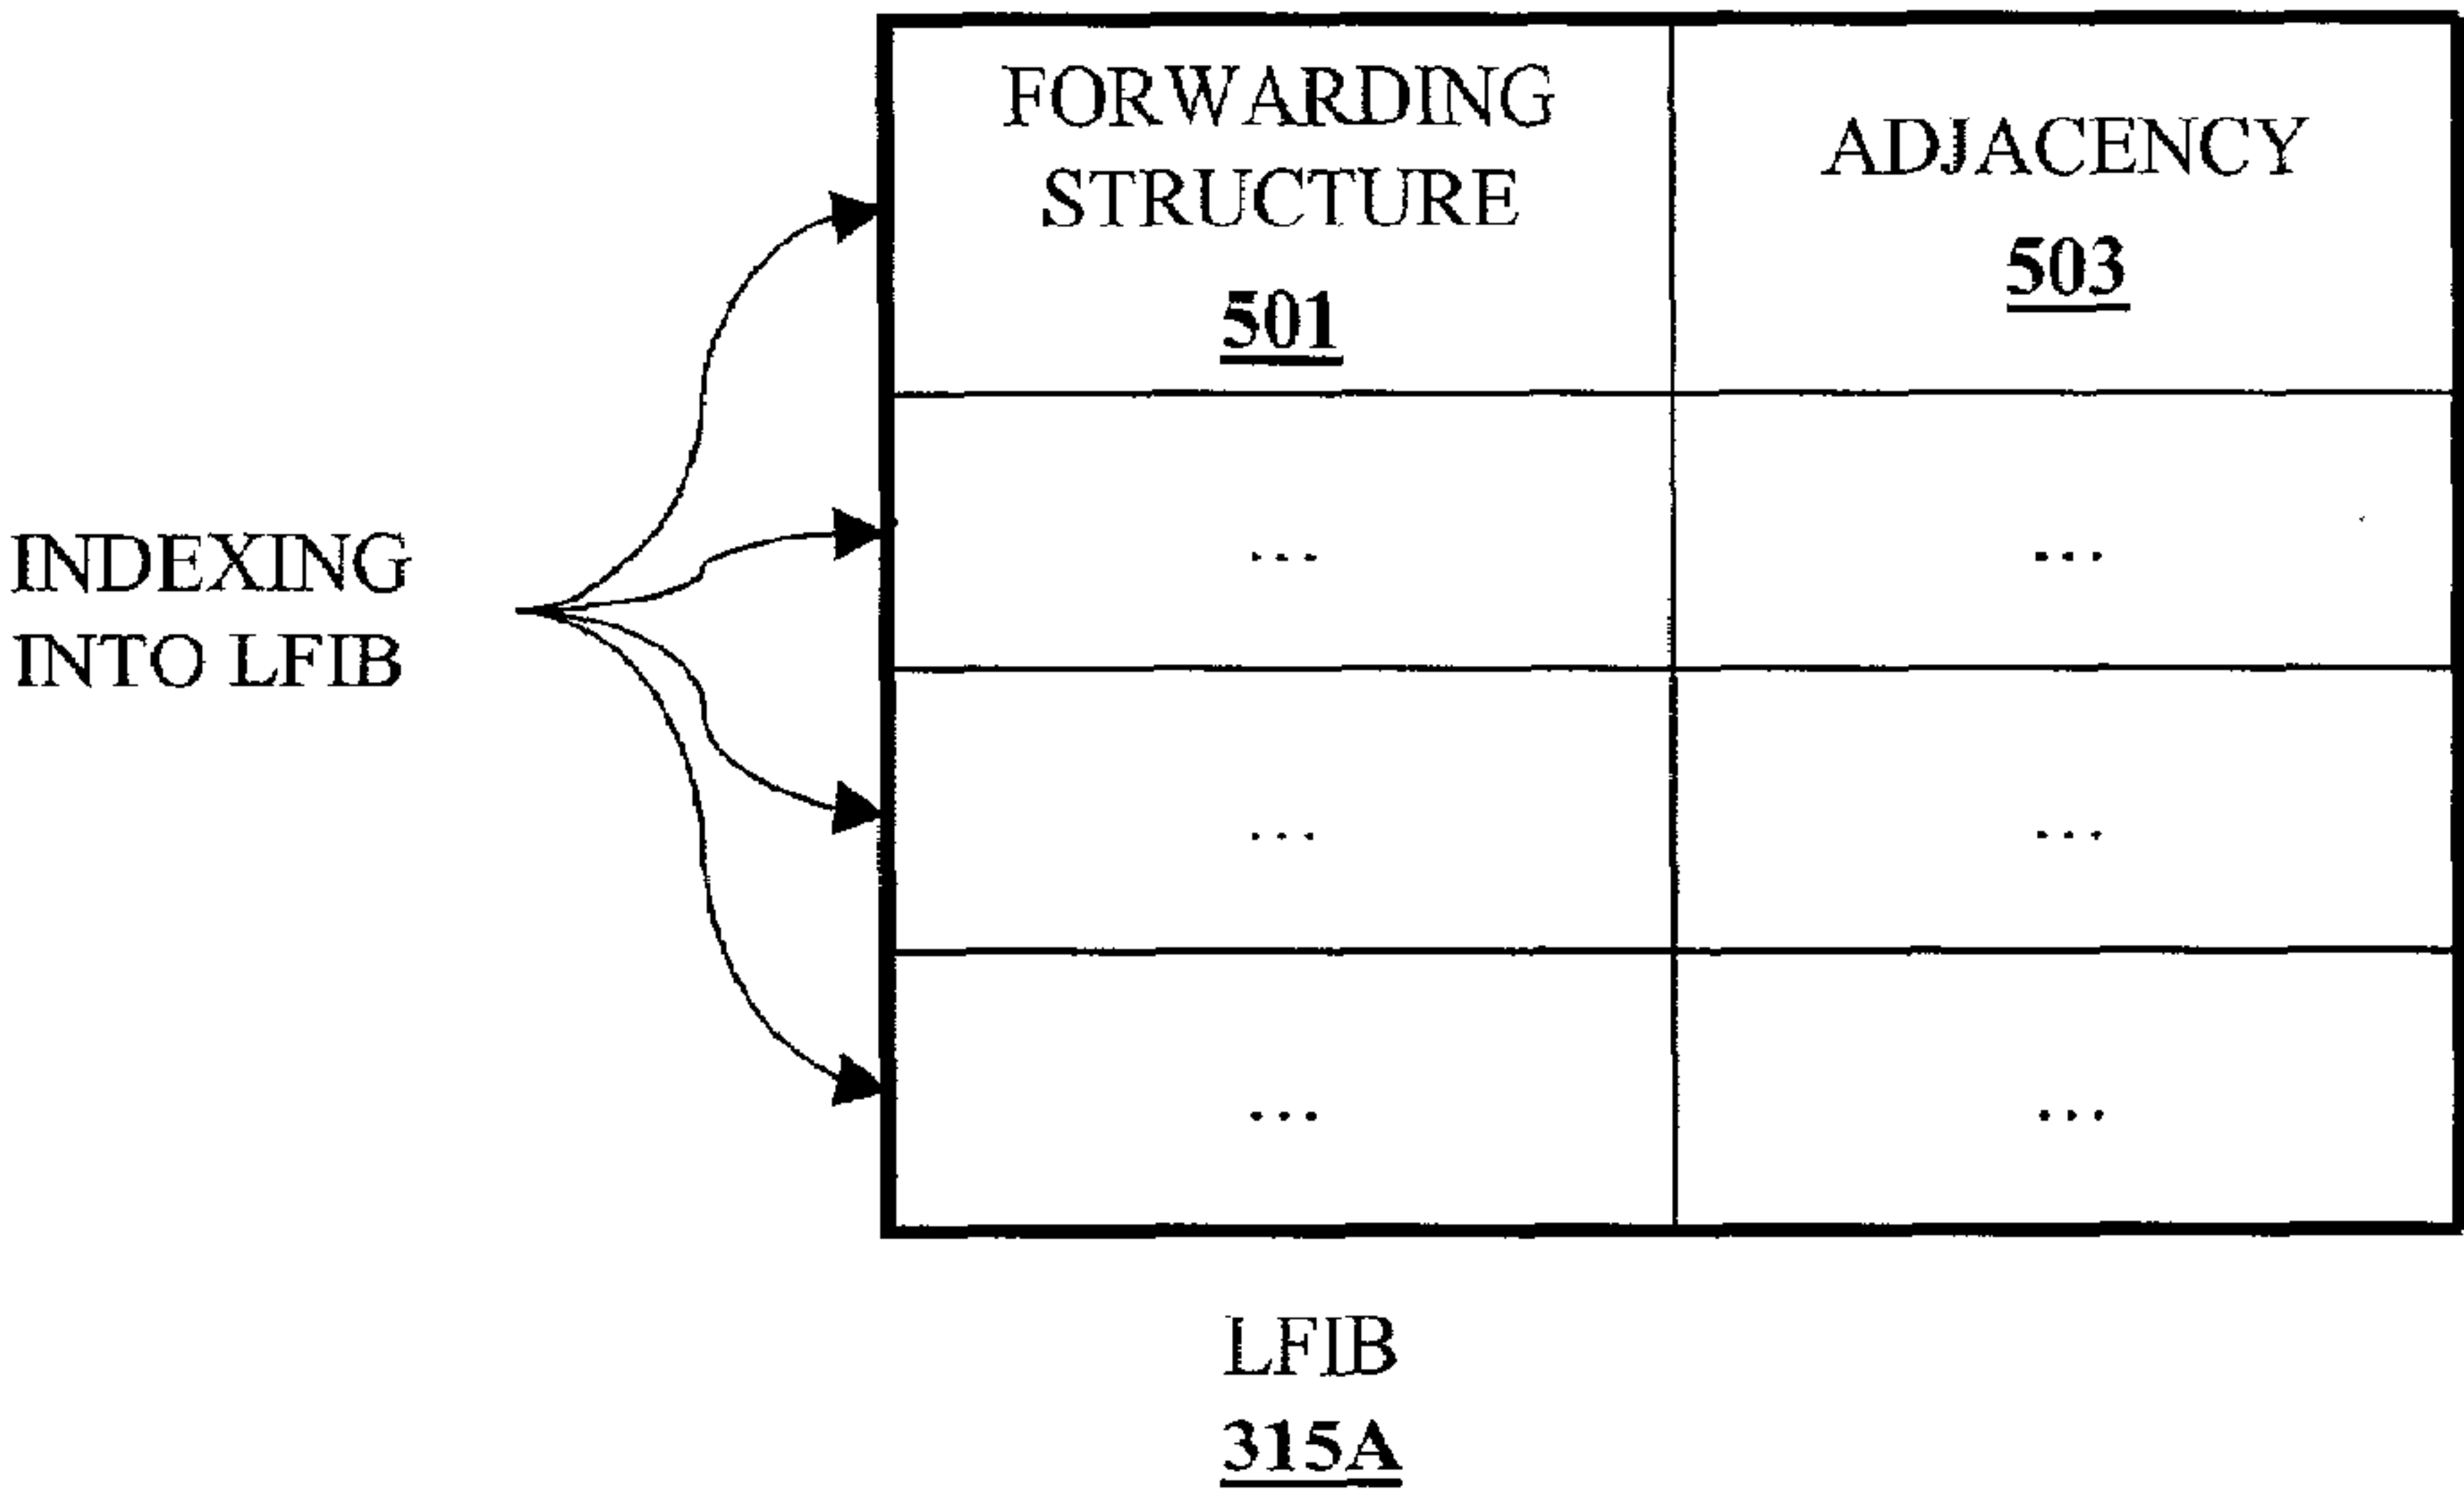 FORWARDING
STRUCTURE
501
ADJACENCY
503
INDEXING
INTO LFIB
... ...
... ...
... ...
LFIB
315A